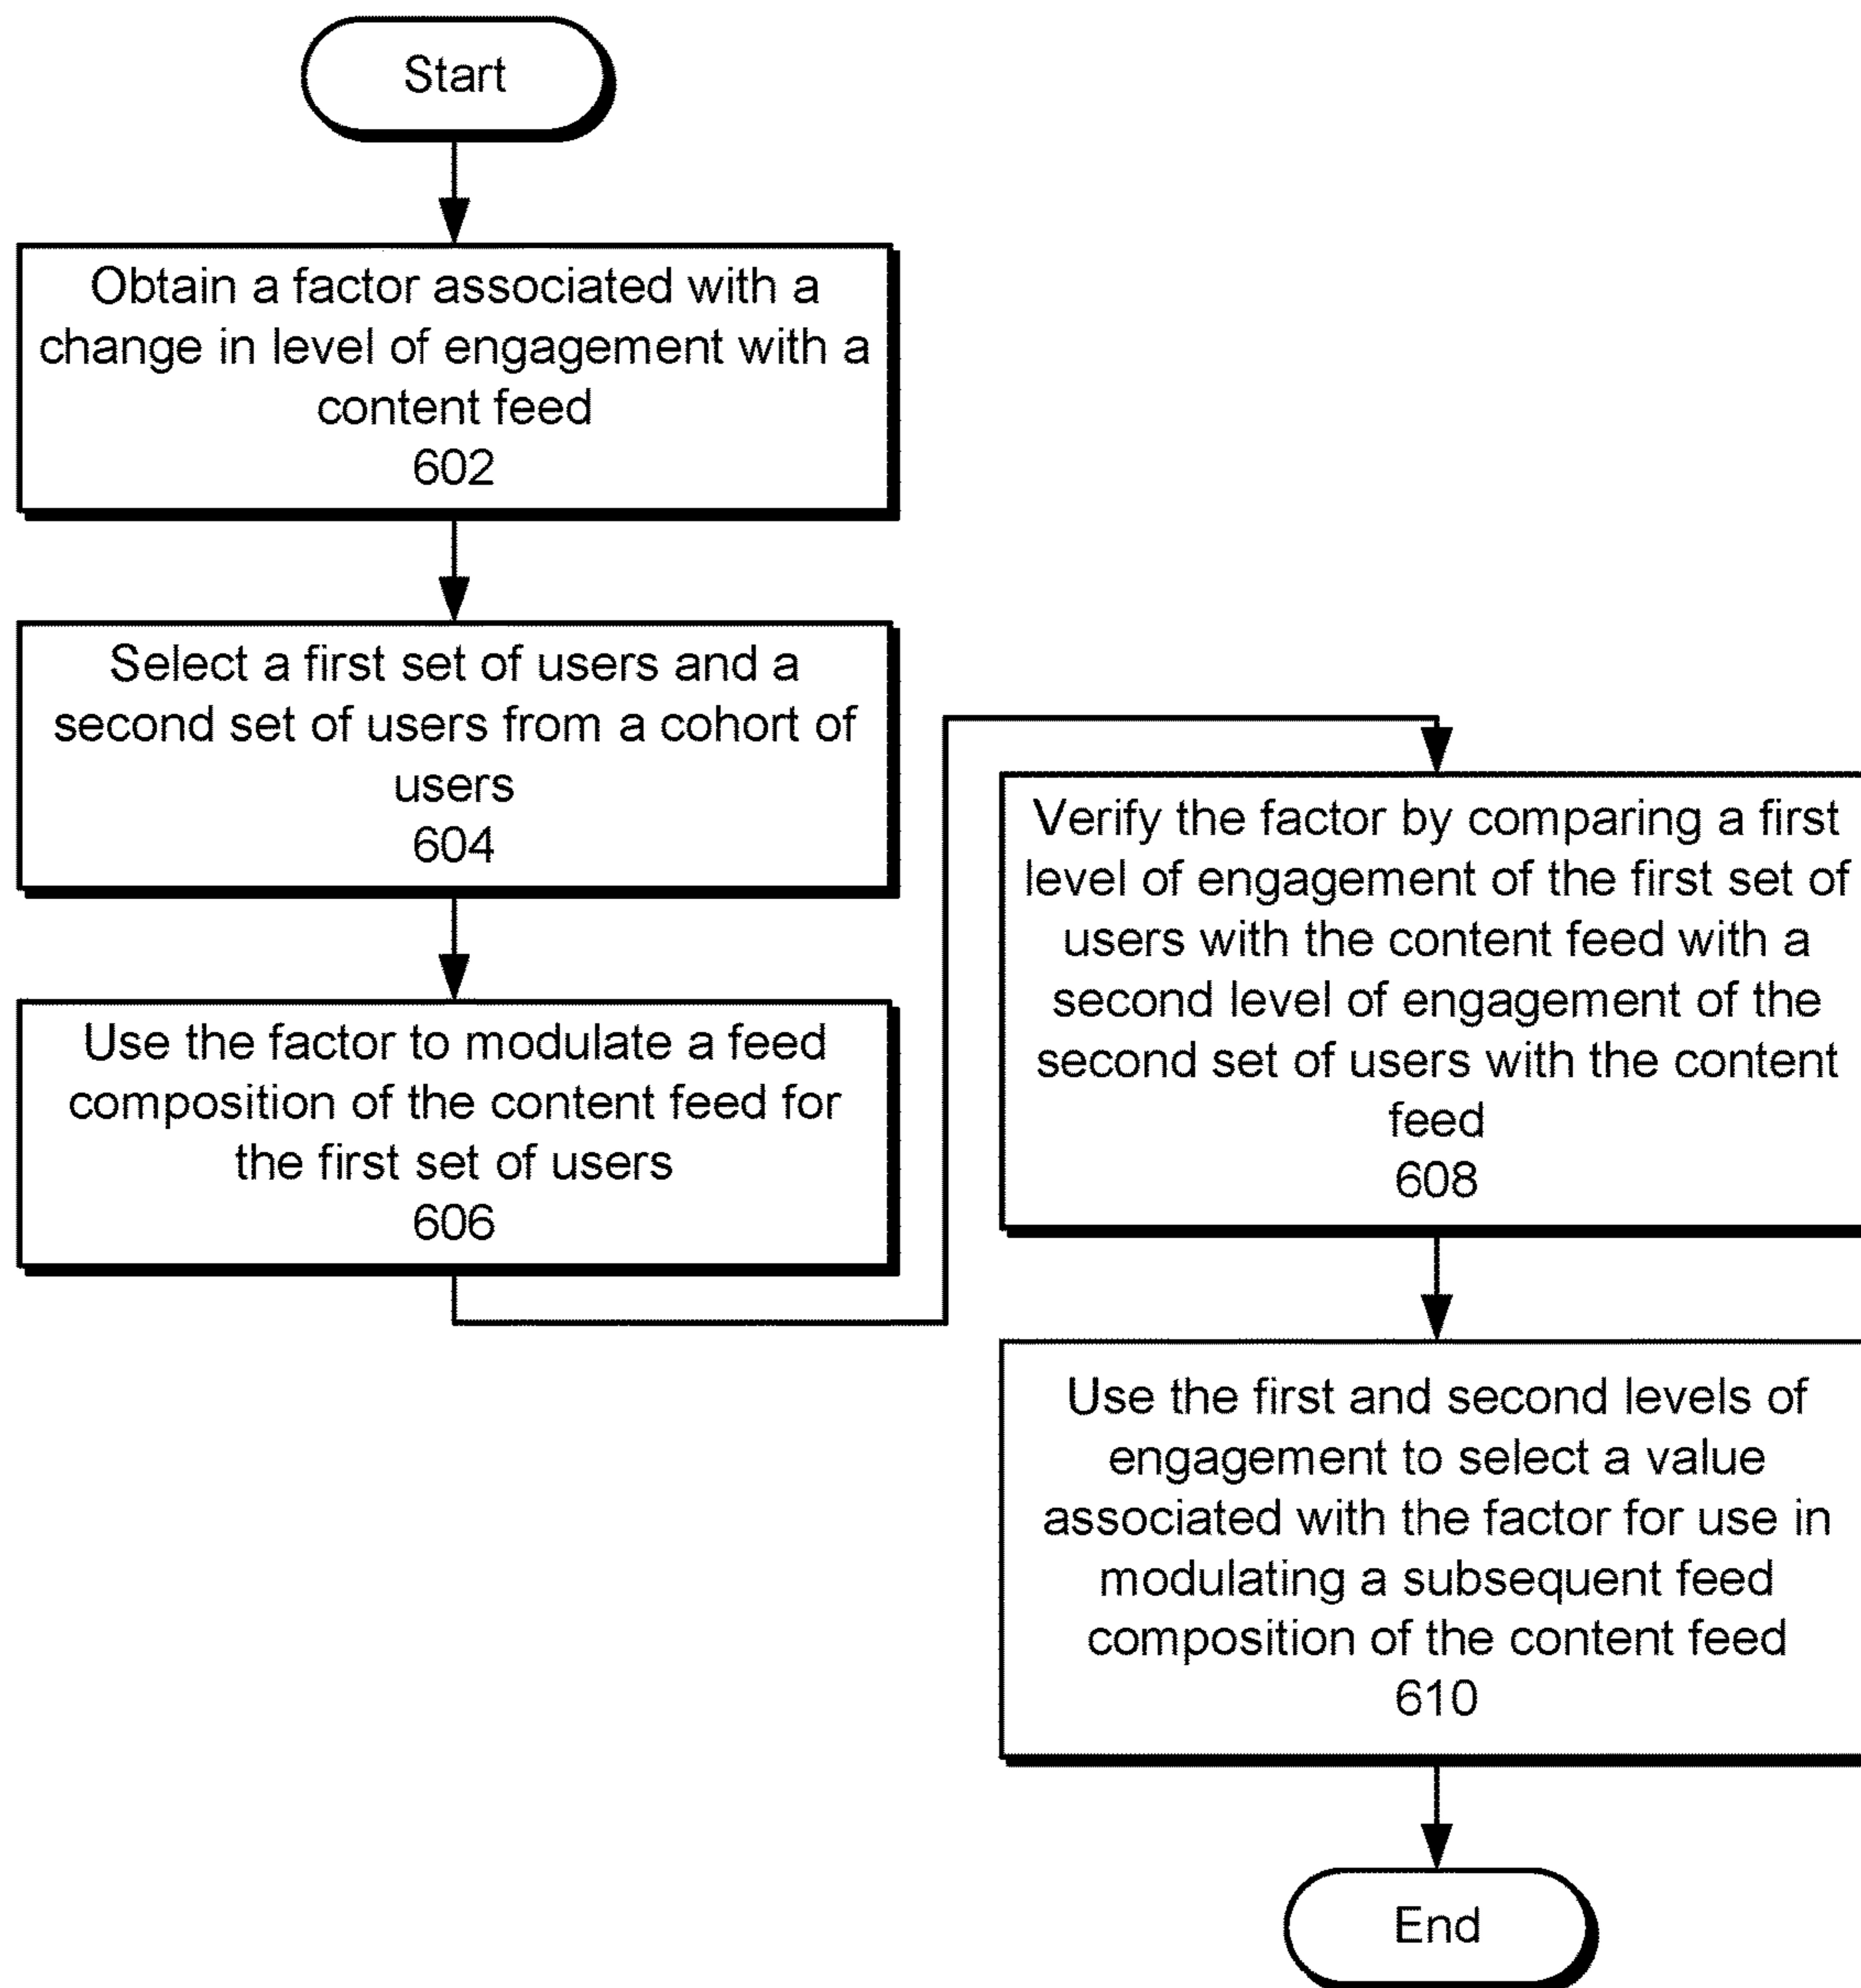 Start
Obtain a factor associated with a
change in level of engagement with a
content feed
602
Select a first set of users and a
second set of users from a cohort of
users
604
Use the factor to modulate a feed
composition of the content feed for
the first set of users
606
Verify the factor by comparing a first
level of engagement of the first set of
users with the content feed with a
second level of engagement of the
second set of users with the content
feed
608
Use the first and second levels of
engagement to select a value
associated with the factor for use in
modulating a subsequent feed
composition of the content feed
610
End